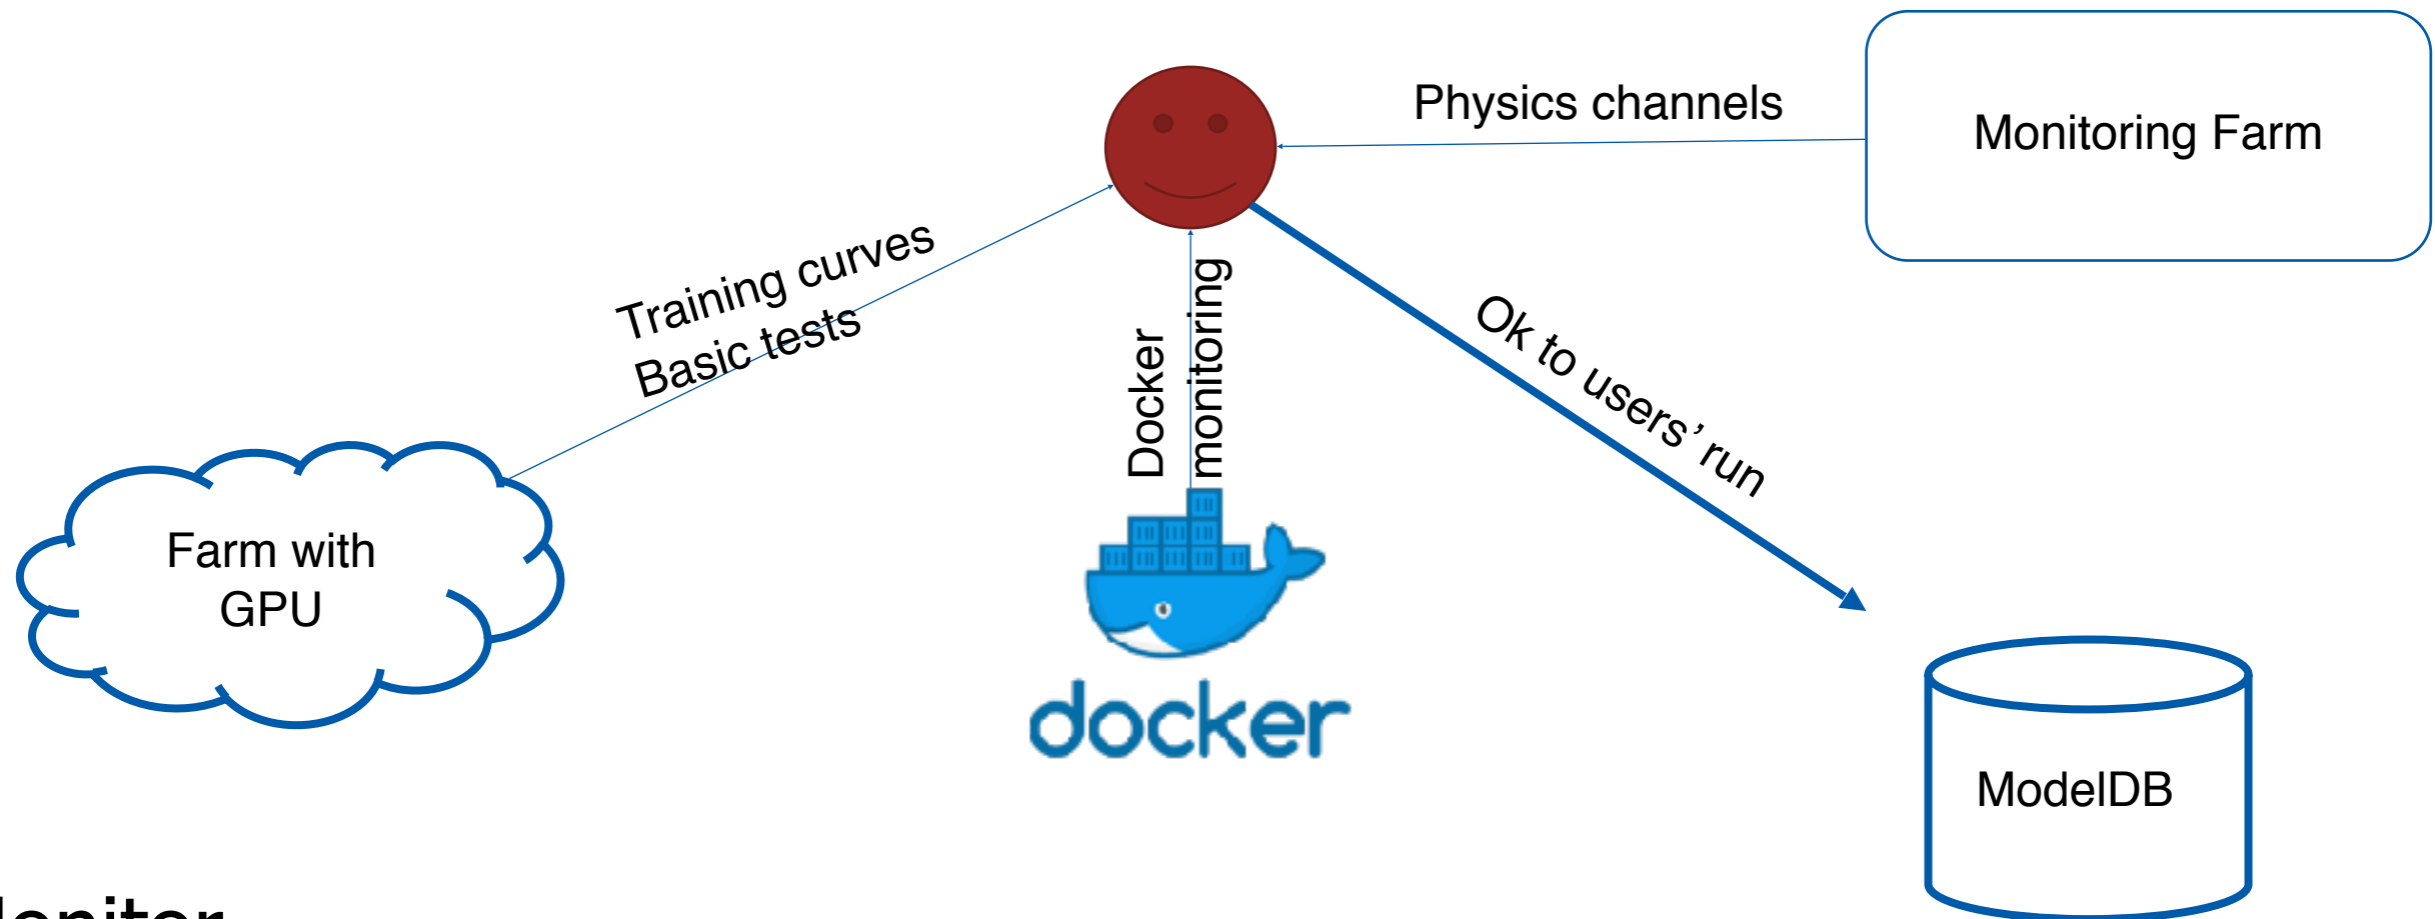 Physics channels
Monitoring Farm
Training curves
Basic tests
Docker
monitoring
Ok to users’ run
Farm with
GPU
docker
ModelDB